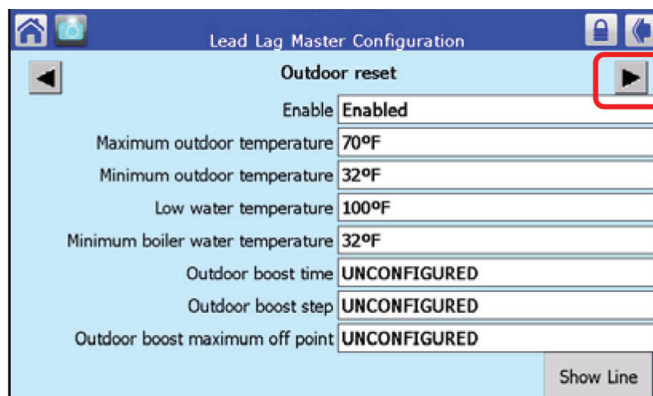 Lead Lag Master Configuration
Outdoor reset
Enable Enabled
Maximum outdoor temperature 70ºF
Minimum outdoor temperature 32ºF
Low water temperature 100ºF
Minimum boiler water temperature 32ºF
Outdoor boost time UNCONFIGURED
Outdoor boost step UNCONFIGURED
Outdoor boost maximum off point UNCONFIGURED
Show Line